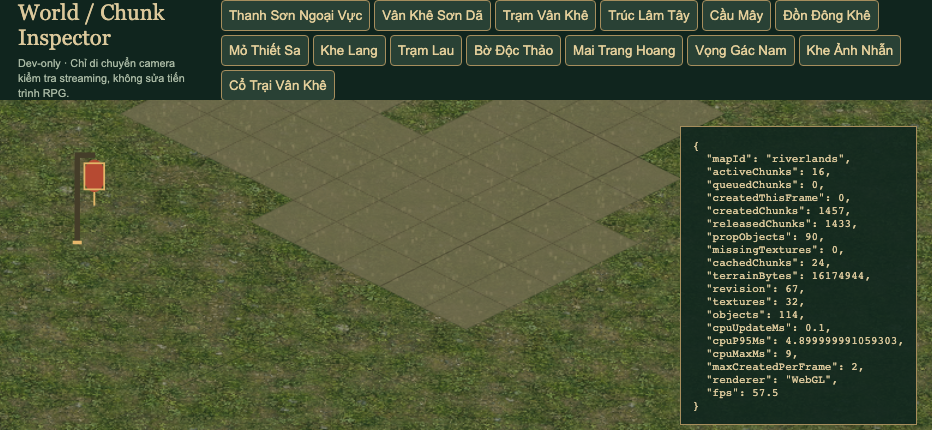 World / Chunk
Inspector
Dev-only · Chỉ di chuyển camera
kiểm tra streaming, không sửa tiến
trình RPG.
Thanh Sơn Ngoại Vực
Vân Khê Sơn Dã
Trạm Vân Khê
Trúc Lâm Tây
Cầu Mây
Đồn Đông Khê
Mỏ Thiết Sa
Khe Lang
Trạm Lau
Bờ Độc Thảo
Mai Trang Hoang
Vọng Gác Nam
Khe Ảnh Nhẫn
Cổ Trại Vân Khê
{
"mapId": "riverlands",
"activeChunks": 16,
"queuedChunks": 0,
"createdThisFrame": 0,
"createdChunks": 1457,
"releasedChunks": 1433,
"propObjects": 90,
"missingTextures": 0,
"cachedChunks": 24,
"terrainBytes": 16174944,
"revision": 67,
"textures": 32,
"objects": 114,
"cpuUpdateMs": 0.1,
"cpuP95Ms": 4.899999991059303,
"cpuMaxMs": 9,
"maxCreatedPerFrame": 2,
"renderer": "WebGL",
"fps": 57.5
}